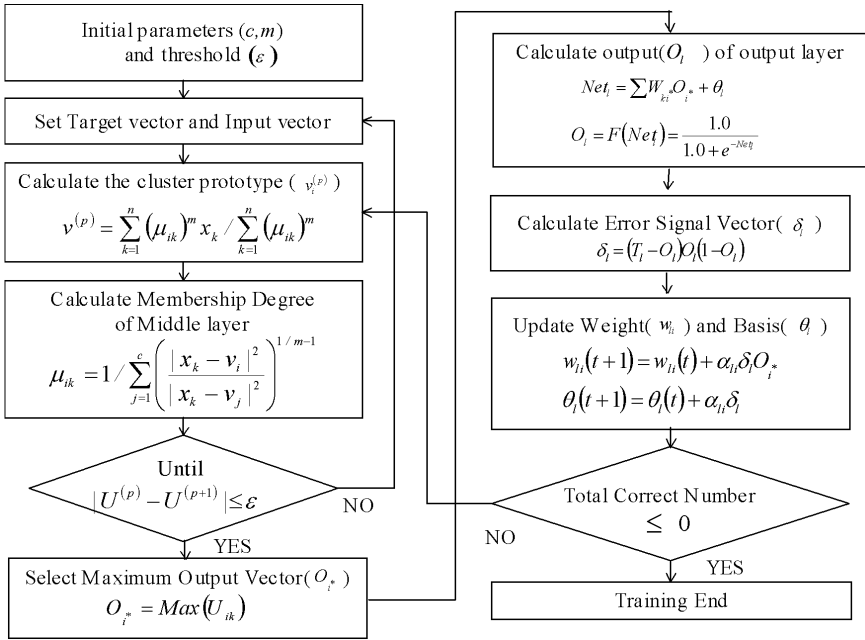 Initial parameters (c,m)
and threshold (ε)
Set Target vector and Input vector
Calculate the cluster prototype ( v_i^(p) )
v^(p) = ∑_{k=1}^{n} (μ_ik)^m x_k / ∑_{k=1}^{n} (μ_ik)^m
Calculate Membership Degree
of Middle layer
μ_ik = 1 / ∑_{j=1}^{c} ( | x_k − v_i |^2 / | x_k − v_j |^2 )^{1/m−1}
Until
| U^(p) − U^(p+1) | ≤ ε
NO
YES
Select Maximum Output Vector( O_i* )
O_i* = Max(U_ik)
Calculate output( O_l ) of output layer
Net_l = ∑ W_ki* O_i* + θ_l
O_l = F(Net_l) = 1.0 / 1.0 + e^{−Net_l}
Calculate Error Signal Vector( δ_l )
δ_l = (T_l − O_l)O_l(1−O_l)
Update Weight( w_li ) and Basis( θ_l )
w_li(t+1) = w_li(t) + α_li δ_l O_i*
θ_l(t+1) = θ_l(t) + α_li δ_l
Total Correct Number
≤ 0
NO
YES
Training End